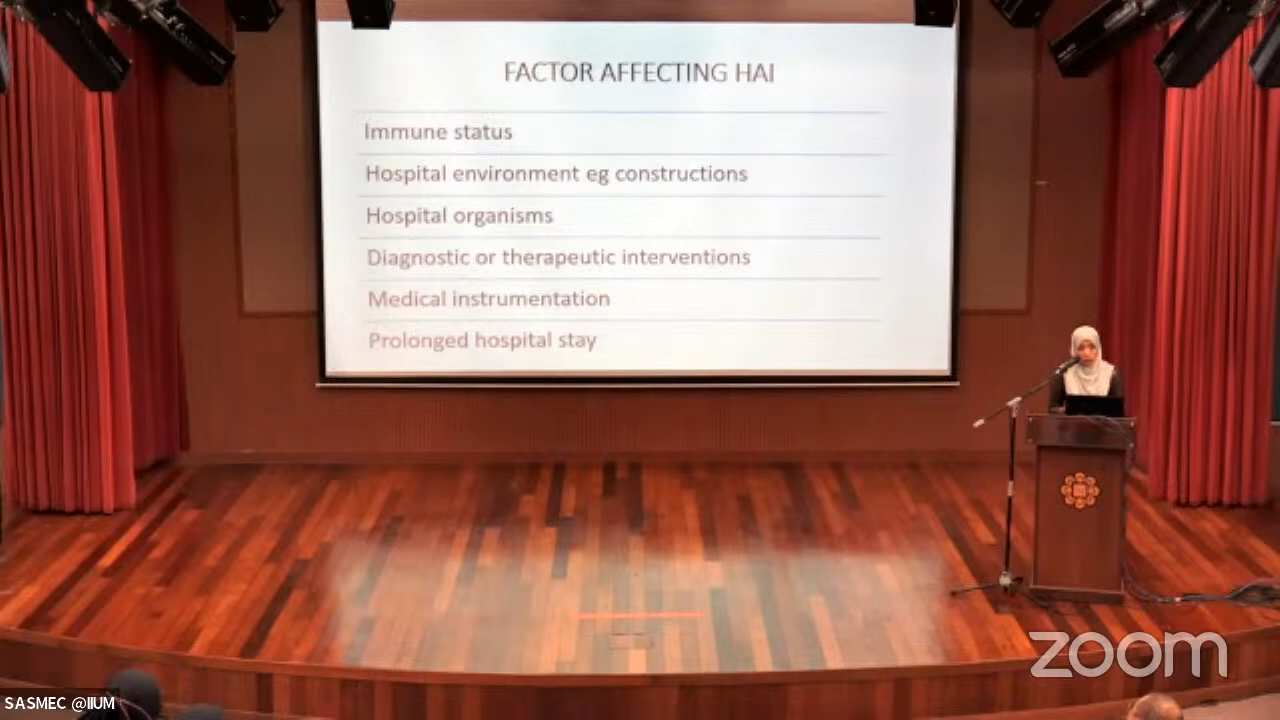 FACTOR AFFECTING HAI
Immune status
Hospital environment eg constructions
Hospital organisms
Diagnostic or therapeutic interventions
Medical instrumentation
Prolonged hospital stay
zoom
SASMEC @IIUM